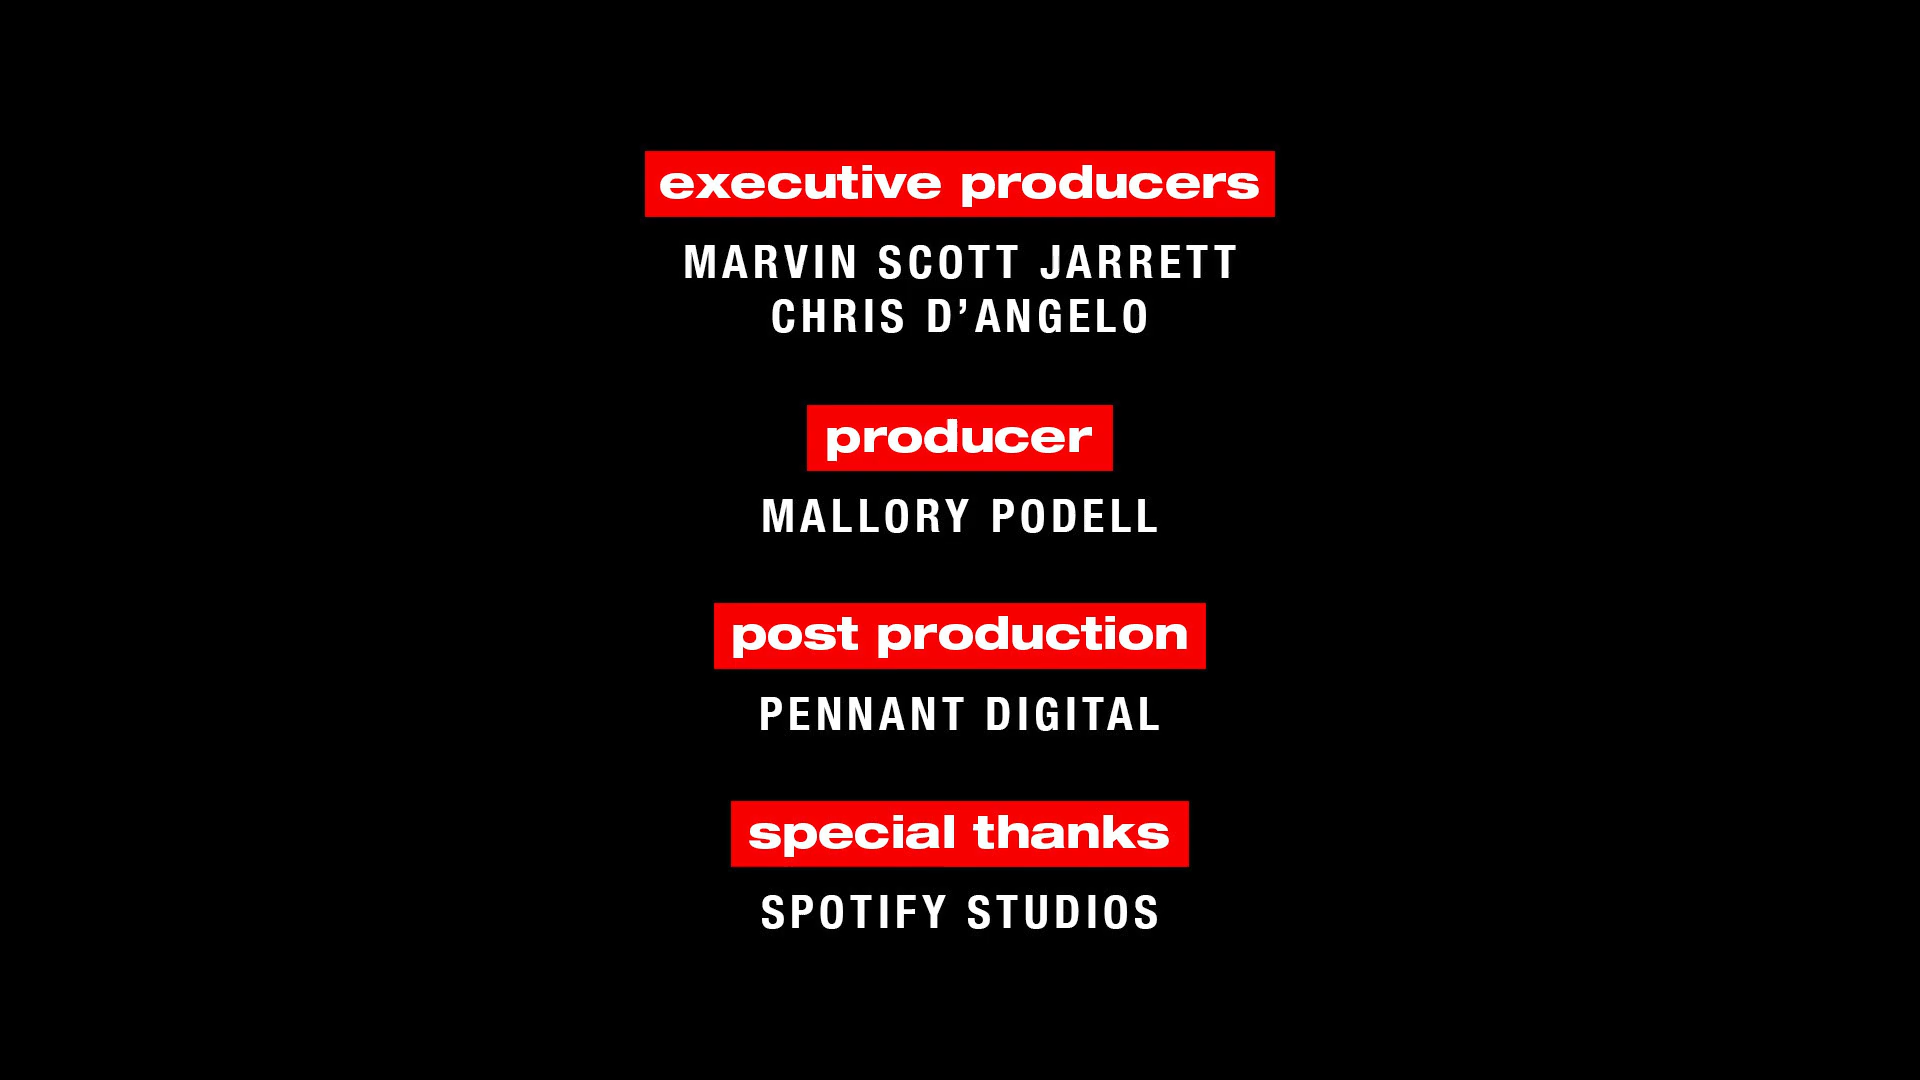 executive producers
MARVIN SCOTT JARRETT
CHRIS D’ANGELO
producer
MALLORY PODELL
post production
PENNANT DIGITAL
special thanks
SPOTIFY STUDIOS